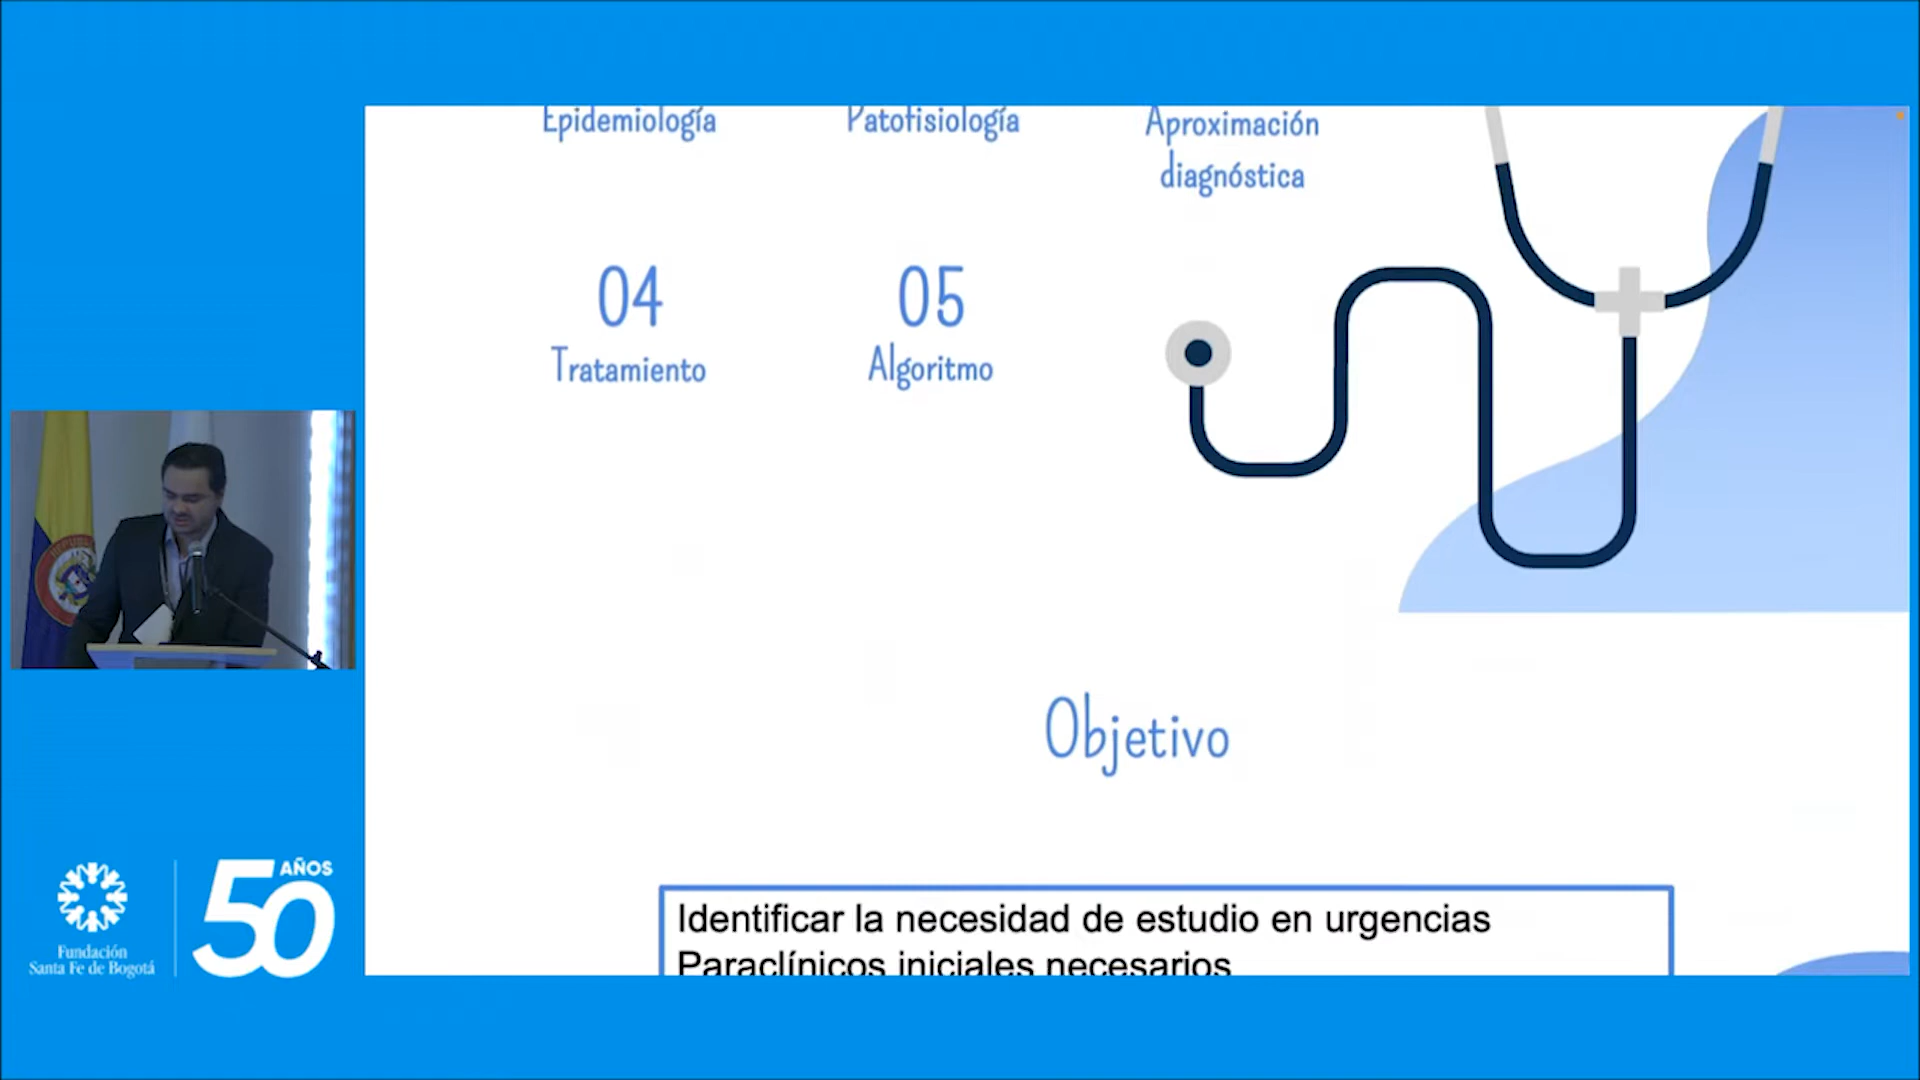 Epidemiología
Patofisiología
Aproximación
diagnóstica
04
Tratamiento
05
Algoritmo
Objetivo
Identificar la necesidad de estudio en urgencias
Paraclínicos iniciales necesarios
Fundación
Santa Fe de Bogotá
50
AÑOS